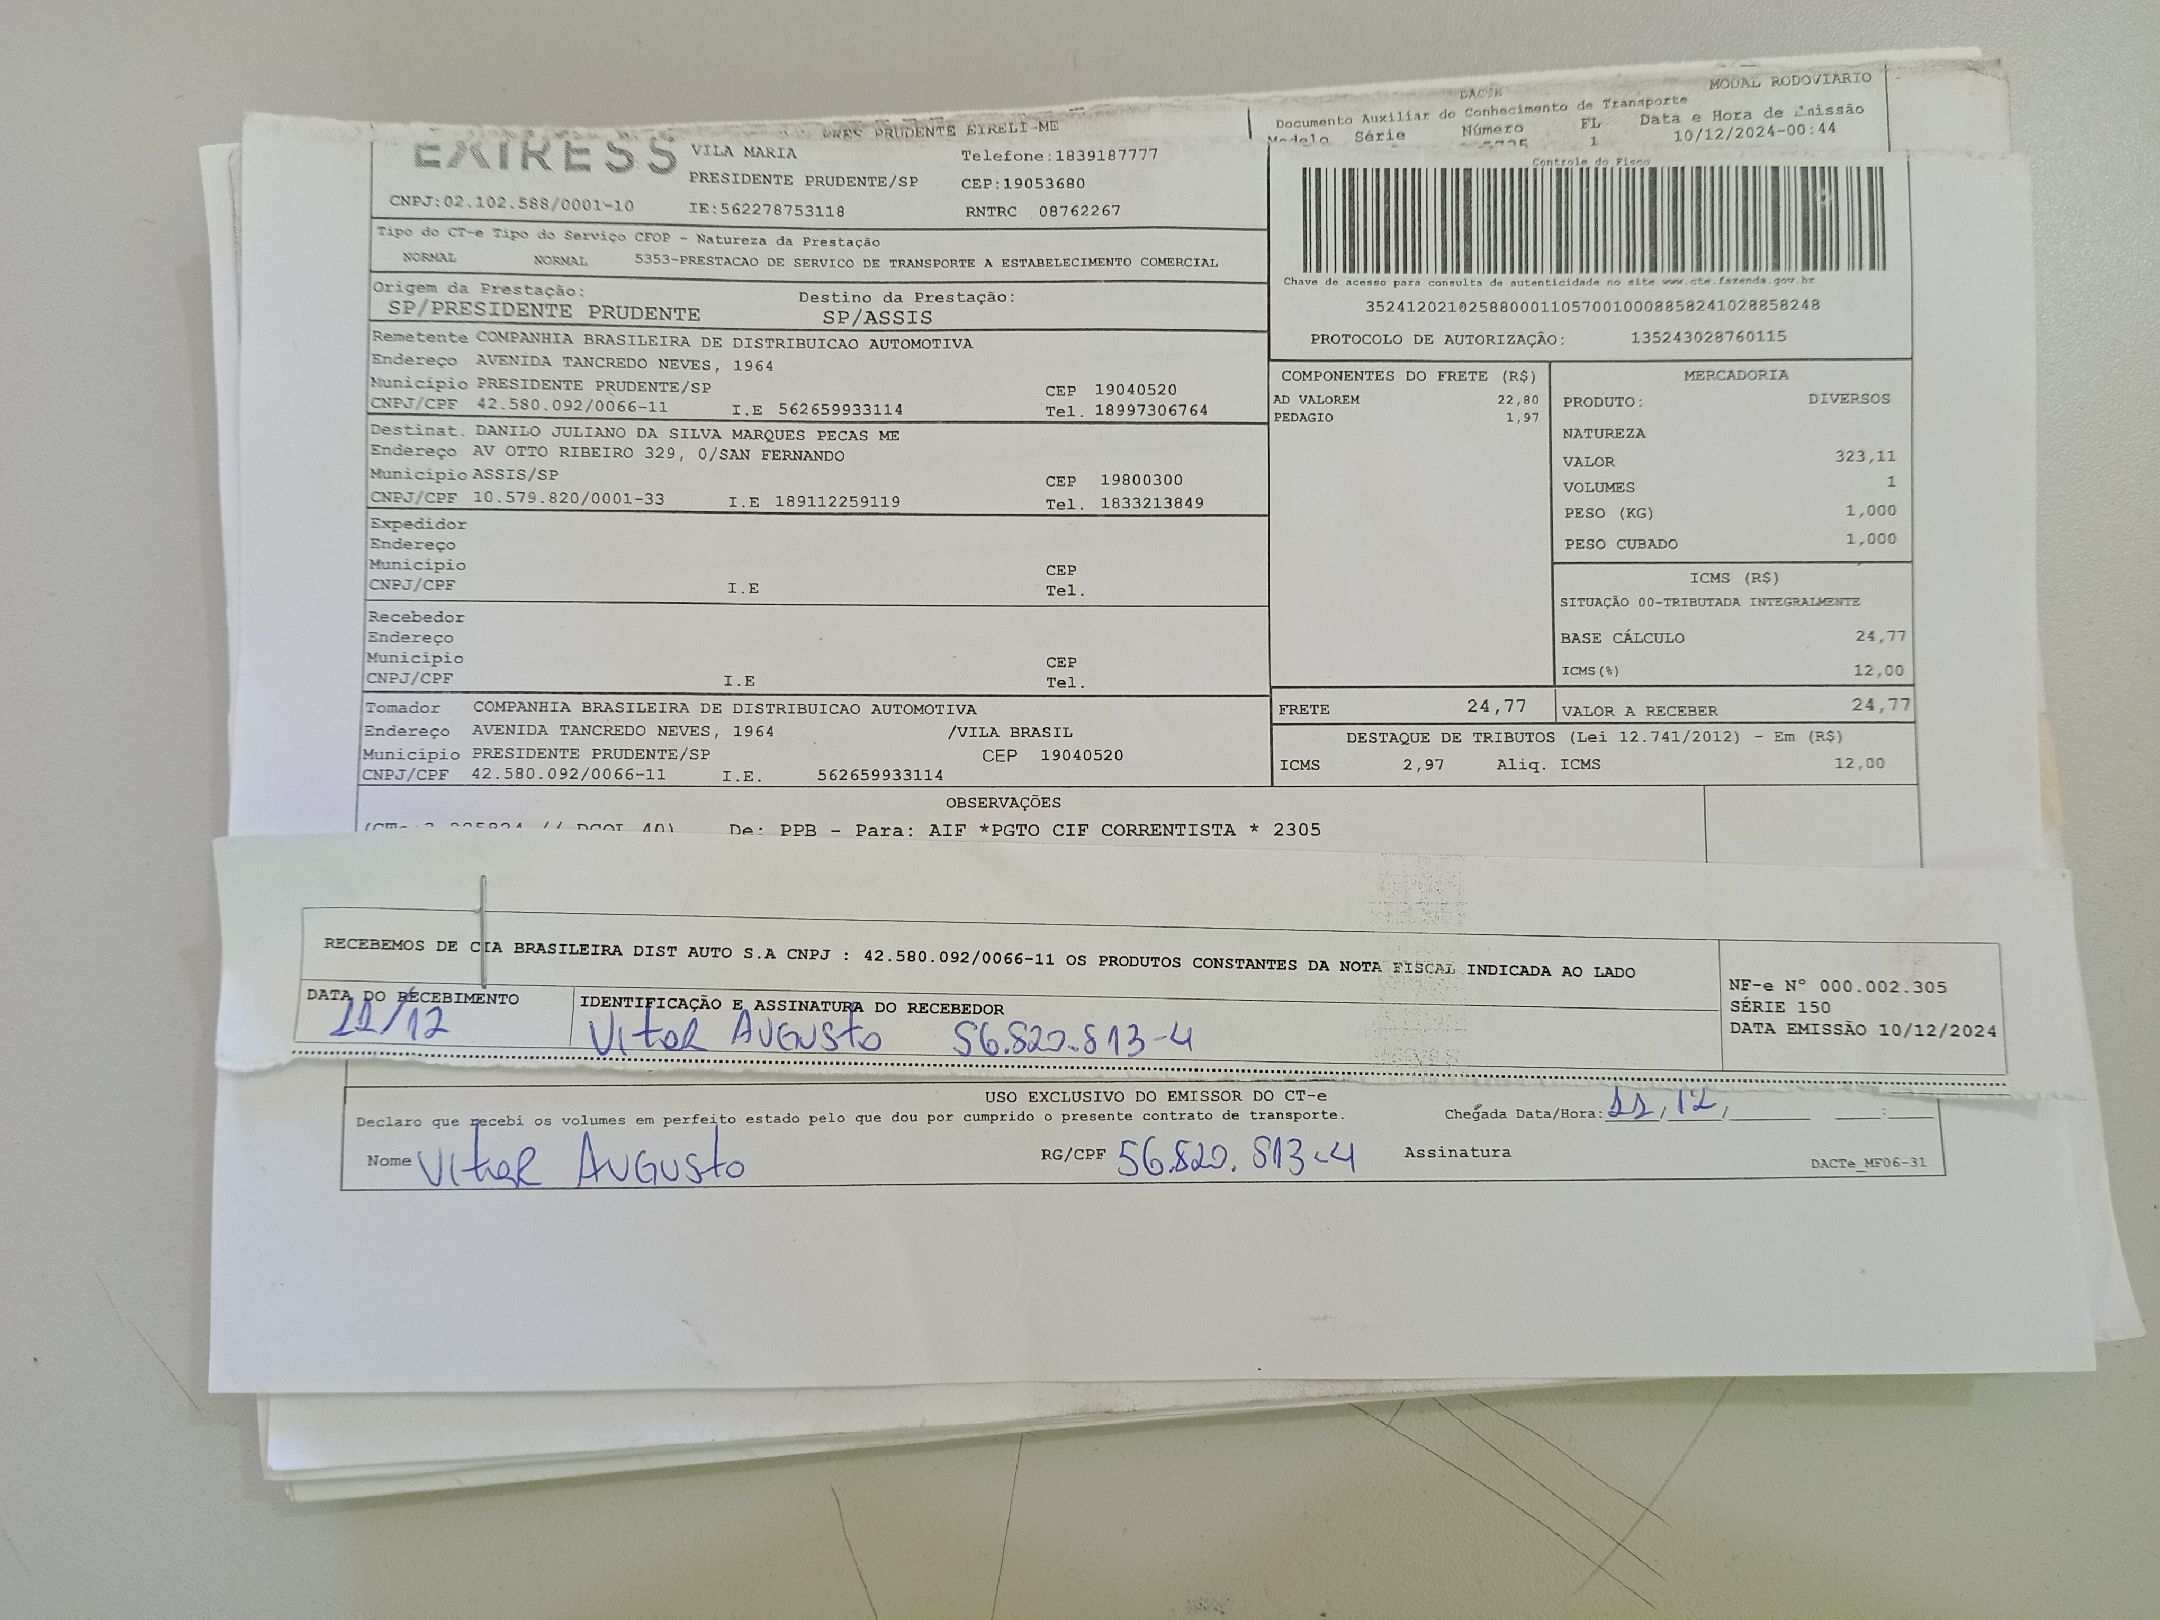 PRES PRUDENTE EIRELI-ME
MODAL RODOVIARIO
DACTE
Documento Auxiliar do Conhecimento de Transporte
Modelo Série Número FL Data e Hora de Emissão
1 10/12/2024-00:44
EXPRESS
VILA MARIA Telefone:1839187777
PRESIDENTE PRUDENTE/SP CEP:19053680
CNPJ:02.102.588/0001-10 IE:562278753118 RNTRC 08762267
Controle do Fisco
Chave de acesso para consulta de autenticidade no site www.cte.fazenda.gov.br
35241202102588000110570010008858241028858248
PROTOCOLO DE AUTORIZAÇÃO: 135243028760115
Tipo do CT-e Tipo do Serviço CFOP - Natureza da Prestação
NORMAL NORMAL 5353-PRESTACAO DE SERVICO DE TRANSPORTE A ESTABELECIMENTO COMERCIAL
Origem da Prestação: Destino da Prestação:
SP/PRESIDENTE PRUDENTE SP/ASSIS
Remetente COMPANHIA BRASILEIRA DE DISTRIBUICAO AUTOMOTIVA
Endereço AVENIDA TANCREDO NEVES, 1964
Município PRESIDENTE PRUDENTE/SP CEP 19040520
CNPJ/CPF 42.580.092/0066-11 I.E 562659933114 Tel. 18997306764
Destinat. DANILO JULIANO DA SILVA MARQUES PECAS ME
Endereço AV OTTO RIBEIRO 329, 0/SAN FERNANDO
Município ASSIS/SP CEP 19800300
CNPJ/CPF 10.579.820/0001-33 I.E 189112259119 Tel. 1833213849
Expedidor
Endereço
Município CEP
CNPJ/CPF I.E Tel.
Recebedor
Endereço
Município CEP
CNPJ/CPF I.E Tel.
Tomador COMPANHIA BRASILEIRA DE DISTRIBUICAO AUTOMOTIVA
Endereço AVENIDA TANCREDO NEVES, 1964 /VILA BRASIL
Município PRESIDENTE PRUDENTE/SP CEP 19040520
CNPJ/CPF 42.580.092/0066-11 I.E. 562659933114
COMPONENTES DO FRETE (R$)
AD VALOREM 22,80
PEDAGIO 1,97
MERCADORIA
PRODUTO: DIVERSOS
NATUREZA
VALOR 323,11
VOLUMES 1
PESO (KG) 1,000
PESO CUBADO 1,000
ICMS (R$)
SITUAÇÃO 00-TRIBUTADA INTEGRALMENTE
BASE CÁLCULO 24,77
ICMS(%) 12,00
FRETE 24,77 VALOR A RECEBER 24,77
DESTAQUE DE TRIBUTOS (Lei 12.741/2012) - Em (R$)
ICMS 2,97 Aliq. ICMS 12,00
OBSERVAÇÕES
De: PPB - Para: AIF *PGTO CIF CORRENTISTA * 2305
RECEBEMOS DE CIA BRASILEIRA DIST AUTO S.A CNPJ : 42.580.092/0066-11 OS PRODUTOS CONSTANTES DA NOTA FISCAL INDICADA AO LADO
DATA DO RECEBIMENTO IDENTIFICAÇÃO E ASSINATURA DO RECEBEDOR
11/12 Vitor Augusto 56.820.813-4
NF-e N° 000.002.305
SÉRIE 150
DATA EMISSÃO 10/12/2024
USO EXCLUSIVO DO EMISSOR DO CT-e
Declaro que recebi os volumes em perfeito estado pelo que dou por cumprido o presente contrato de transporte. Chegada Data/Hora: 11/12/ :
Nome Vitor Augusto RG/CPF 56.820.813-4 Assinatura
DACTe_MF06-31